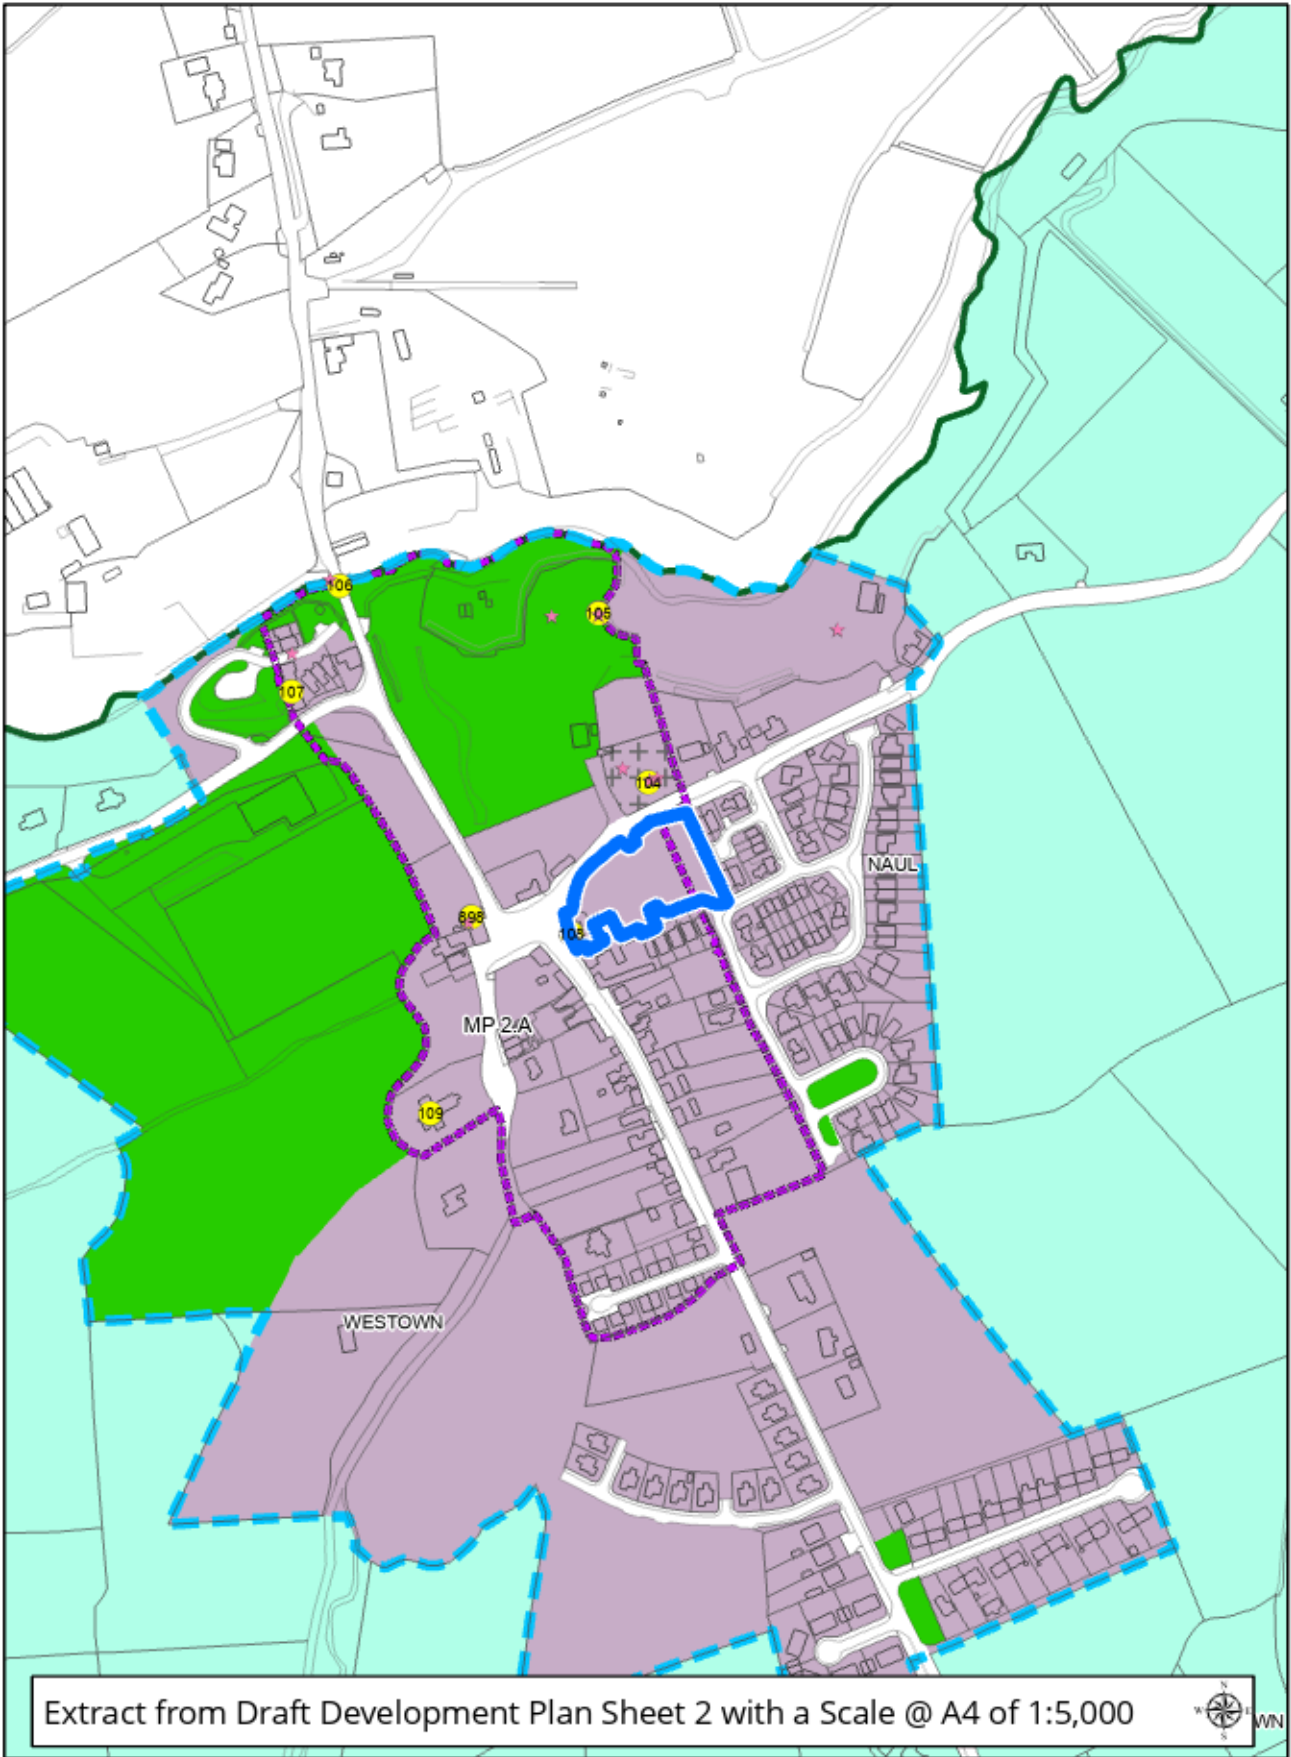 106
105
107
104
NAUL
898
108
MP 2.A
109
WESTOWN
Extract from Draft Development Plan Sheet 2 with a Scale @ A4 of 1:5,000
N
W E
S
WN